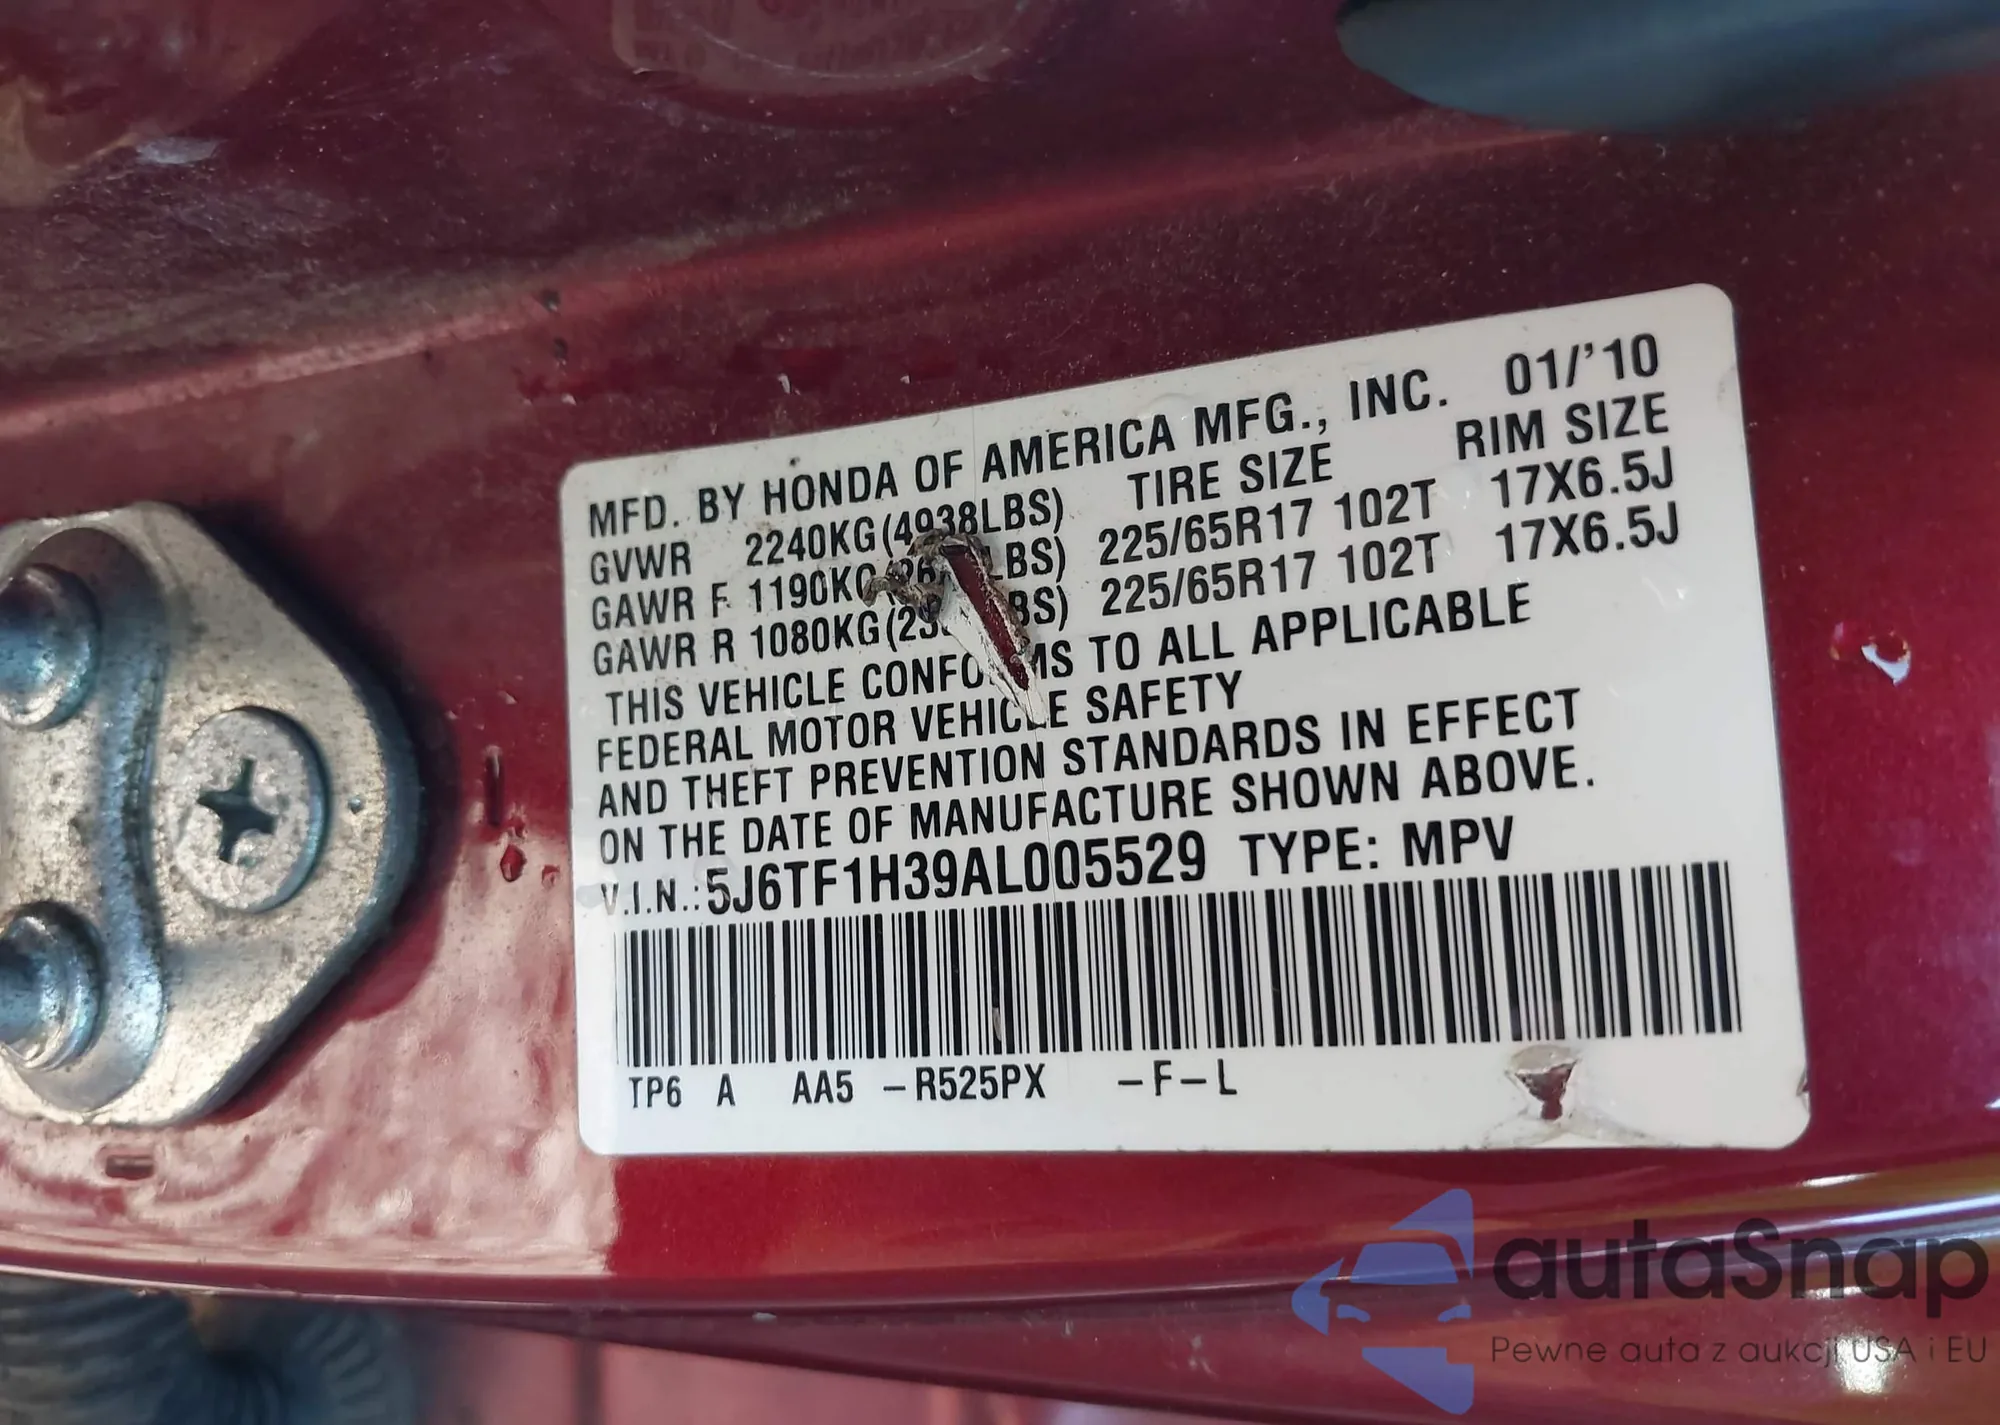 MFD. BY HONDA OF AMERICA MFG., INC. 01/'10
GVWR 2240KG(4938LBS) TIRE SIZE RIM SIZE
GAWR F 1190KG LBS) 225/65R17 102T 17X6.5J
GAWR R 1080KG 225/65R17 102T 17X6.5J
THIS VEHICLE CONFORMS TO ALL APPLICABLE
FEDERAL MOTOR VEHICLE SAFETY
AND THEFT PREVENTION STANDARDS IN EFFECT
ON THE DATE OF MANUFACTURE SHOWN ABOVE.
V.I.N.: 5J6TF1H39AL005529 TYPE: MPV
TP6 A AA5 -R525PX -F-L
autaSnap
Pewne auta z aukcji USA i EU